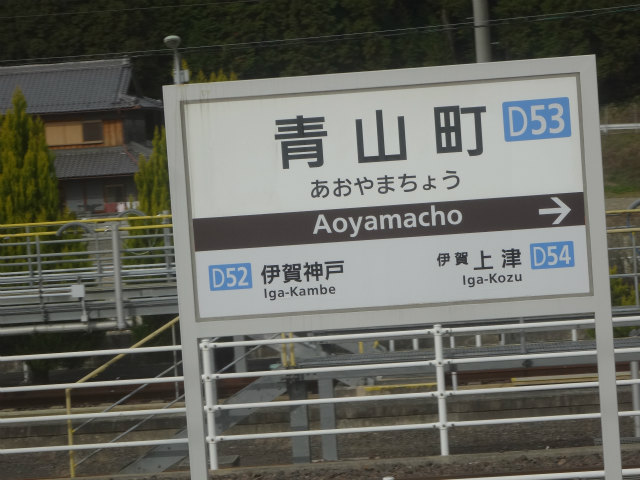 青山町 D53
あおやまちょう
Aoyamacho →
D52 伊賀神戸 伊賀上津 D54
Iga-Kambe Iga-Kozu